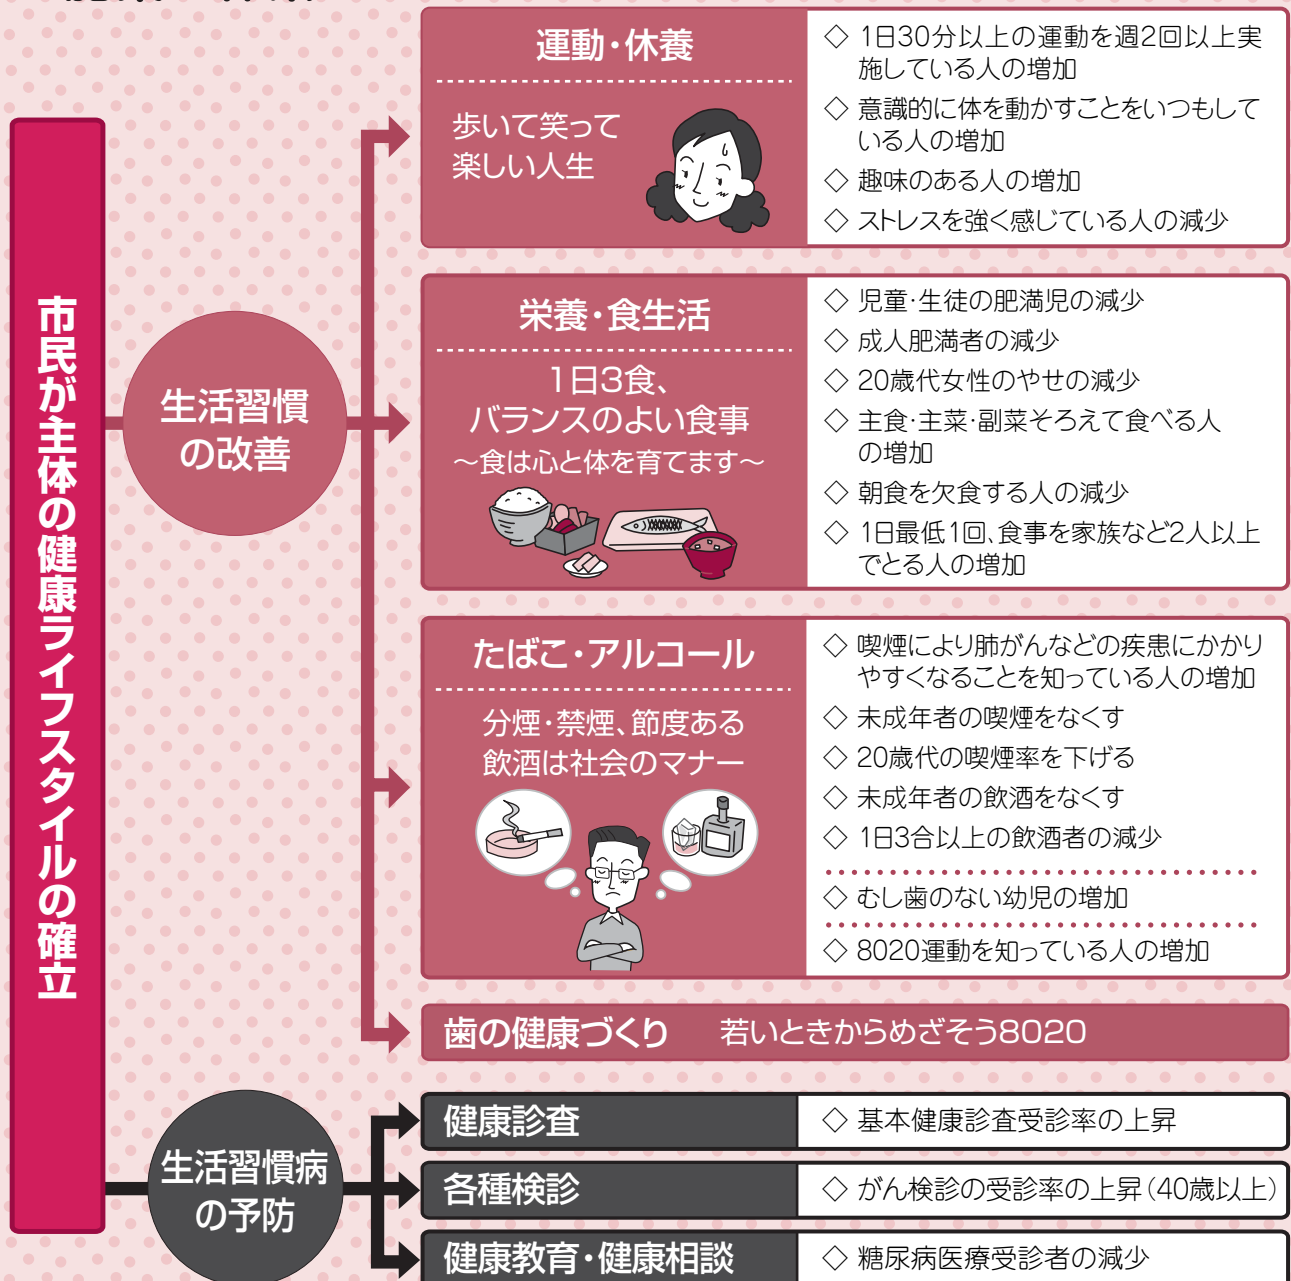 市民が主体の健康ライフスタイルの確立
生活習慣
の改善
運動・休養
歩いて笑って
楽しい人生
◇ 1日30分以上の運動を週2回以上実
施している人の増加
◇ 意識的に体を動かすことをいつもして
いる人の増加
◇ 趣味のある人の増加
◇ ストレスを強く感じている人の減少
栄養・食生活
1日3食、
バランスのよい食事
～食は心と体を育てます～
◇ 児童・生徒の肥満児の減少
◇ 成人肥満者の減少
◇ 20歳代女性のやせの減少
◇ 主食・主菜・副菜そろえて食べる人
の増加
◇ 朝食を欠食する人の減少
◇ 1日最低1回、食事を家族など2人以上
でとる人の増加
たばこ・アルコール
分煙・禁煙、節度ある
飲酒は社会のマナー
◇ 喫煙により肺がんなどの疾患にかかり
やすくなることを知っている人の増加
◇ 未成年者の喫煙をなくす
◇ 20歳代の喫煙率を下げる
◇ 未成年者の飲酒をなくす
◇ 1日3合以上の飲酒者の減少
◇ むし歯のない幼児の増加
◇ 8020運動を知っている人の増加
歯の健康づくり 若いときからめざそう8020
生活習慣病
の予防
健康診査
◇ 基本健康診査受診率の上昇
各種検診
◇ がん検診の受診率の上昇(40歳以上)
健康教育・健康相談
◇ 糖尿病医療受診者の減少